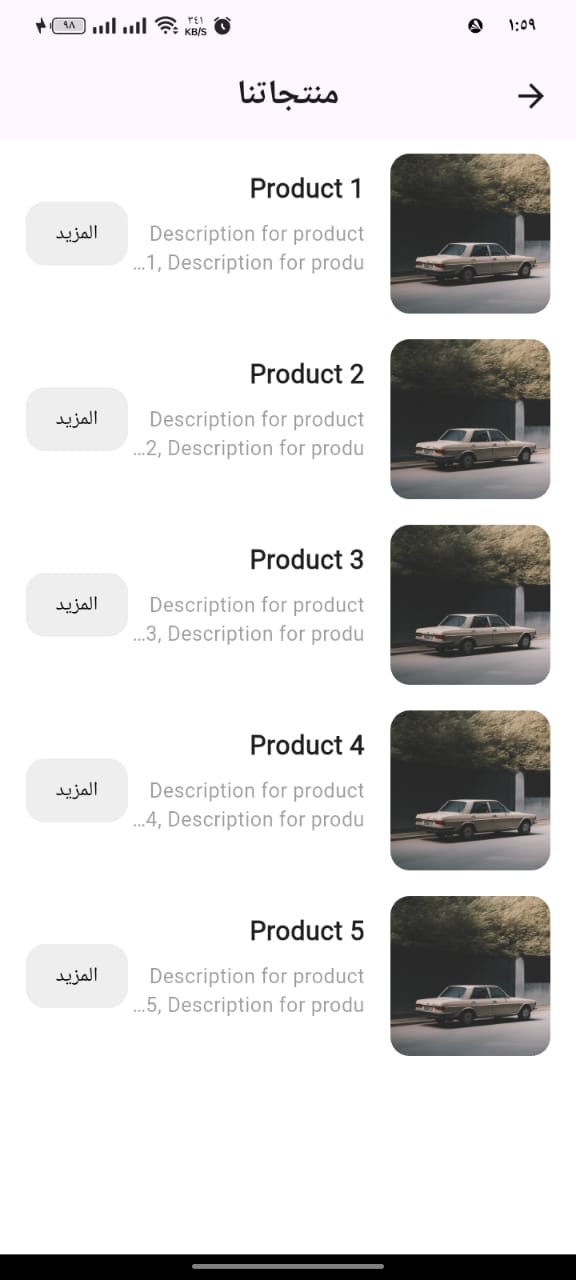 ١:٥٩
٣٤١
KB/S
٩٨
منتجاتنا
Product 1
Description for product
1, Description for produ...
المزيد
Product 2
Description for product
2, Description for produ...
المزيد
Product 3
Description for product
3, Description for produ...
المزيد
Product 4
Description for product
4, Description for produ...
المزيد
Product 5
Description for product
5, Description for produ...
المزيد